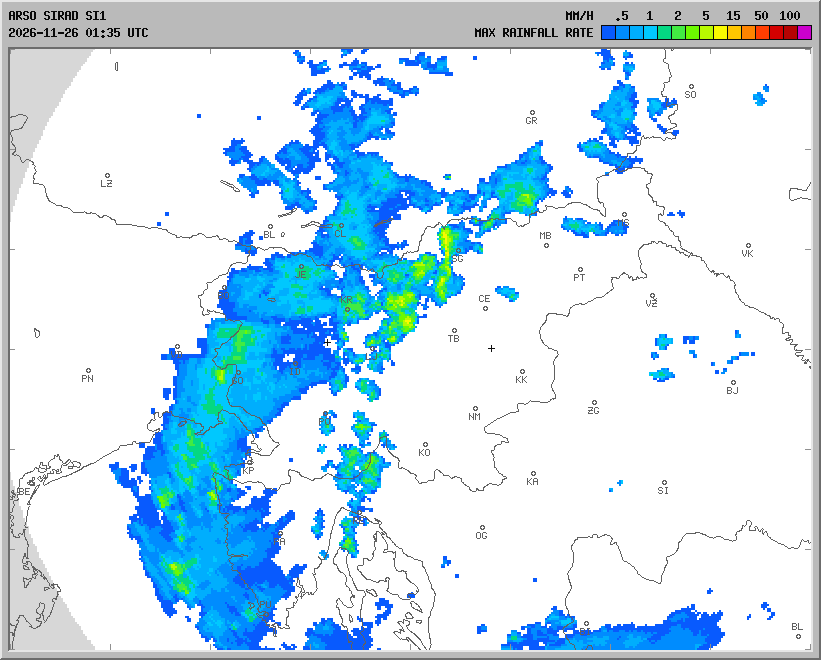 ARSO SIRAD SI1
2026-11-26 01:35 UTC
MM/H .5 1 2 5 15 50 100
MAX RAINFALL RATE
SO
GR
LZ
MS
BL
CL
MB
VK
SG
JE
PT
KR
CE
VZ
TB
PN
KK
BJ
GO
NM
ZG
KO
KP
KA
SI
BE
OG
PU
BL